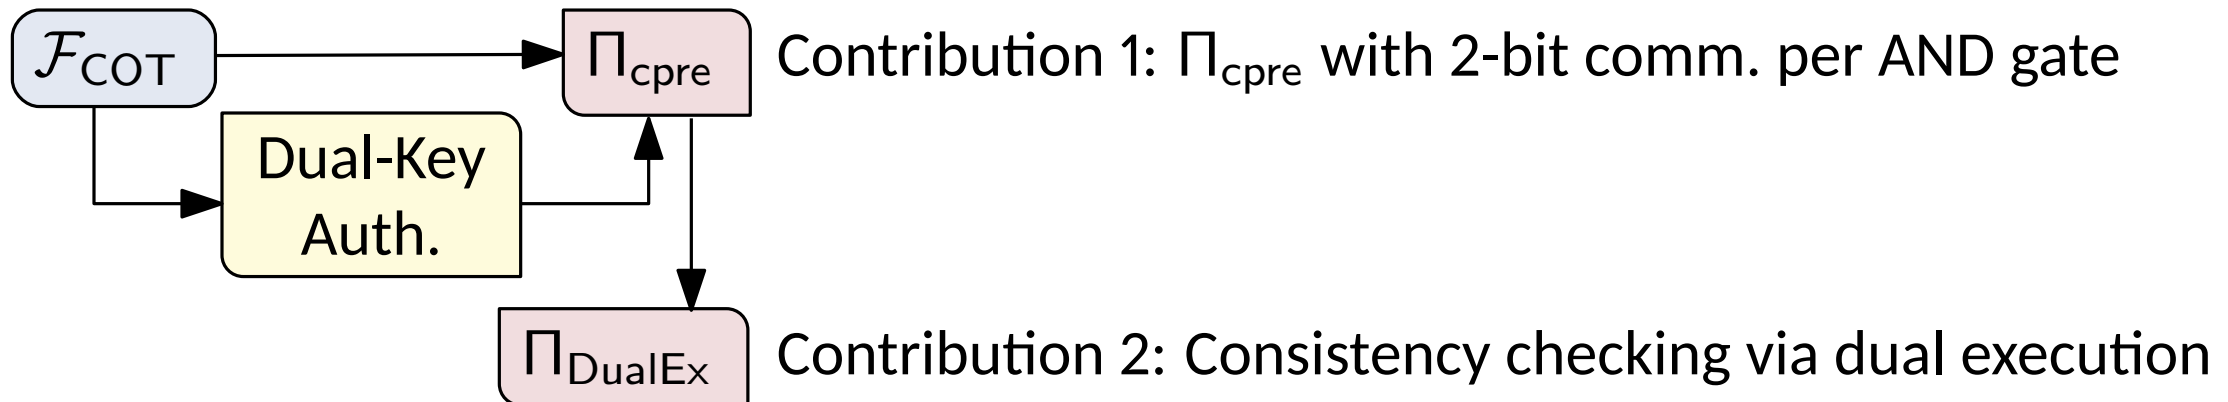 ℱCOT
Πcpre
Contribution 1: Πcpre with 2-bit comm. per AND gate
Dual-Key
Auth.
ΠDualEx
Contribution 2: Consistency checking via dual execution